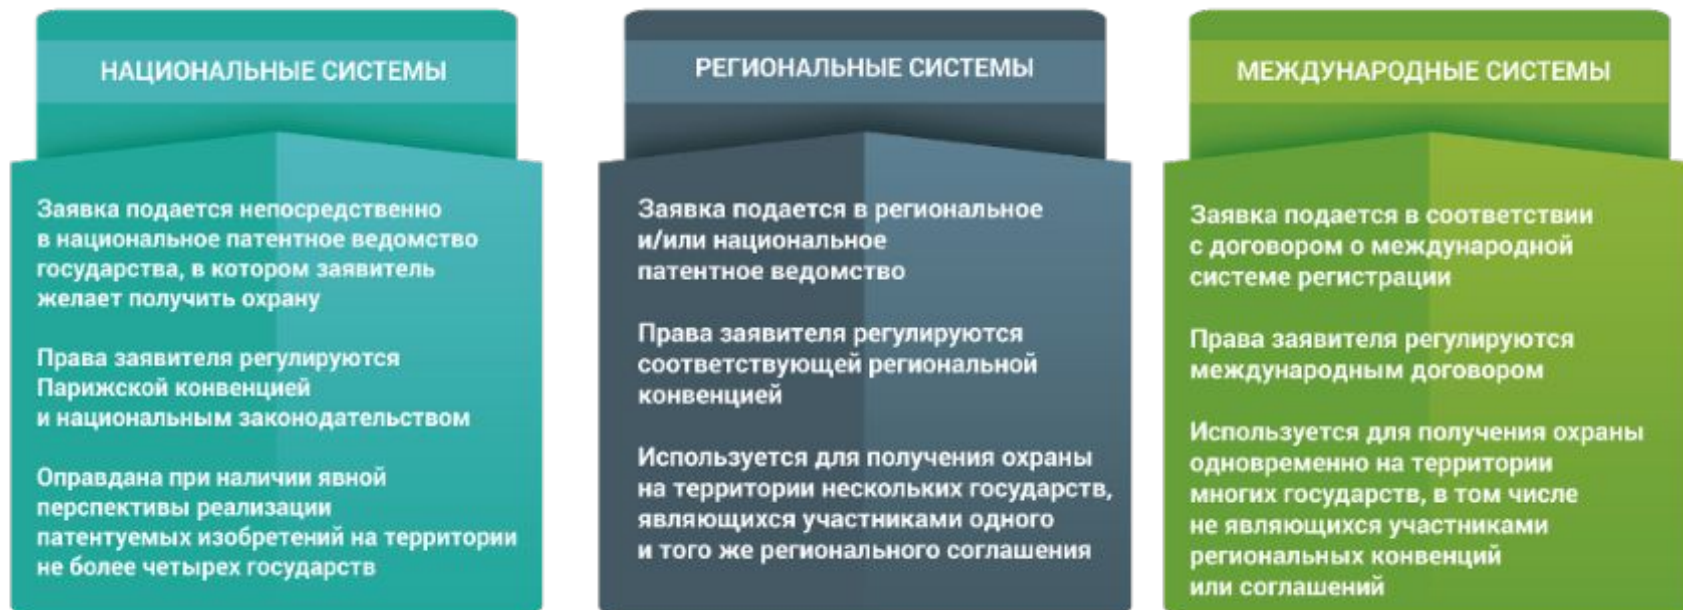 НАЦИОНАЛЬНЫЕ СИСТЕМЫ
Заявка подается непосредственно
в национальное патентное ведомство
государства, в котором заявитель
желает получить охрану
Права заявителя регулируются
Парижской конвенцией
и национальным законодательством
Оправдана при наличии явной
перспективы реализации
патентуемых изобретений на территории
не более четырех государств
РЕГИОНАЛЬНЫЕ СИСТЕМЫ
Заявка подается в региональное
и/или национальное
патентное ведомство
Права заявителя регулируются
соответствующей региональной
конвенцией
Используется для получения охраны
на территории нескольких государств,
являющихся участниками одного
и того же регионального соглашения
МЕЖДУНАРОДНЫЕ СИСТЕМЫ
Заявка подается в соответствии
с договором о международной
системе регистрации
Права заявителя регулируются
международным договором
Используется для получения охраны
одновременно на территории
многих государств, в том числе
не являющихся участниками
региональных конвенций
или соглашений